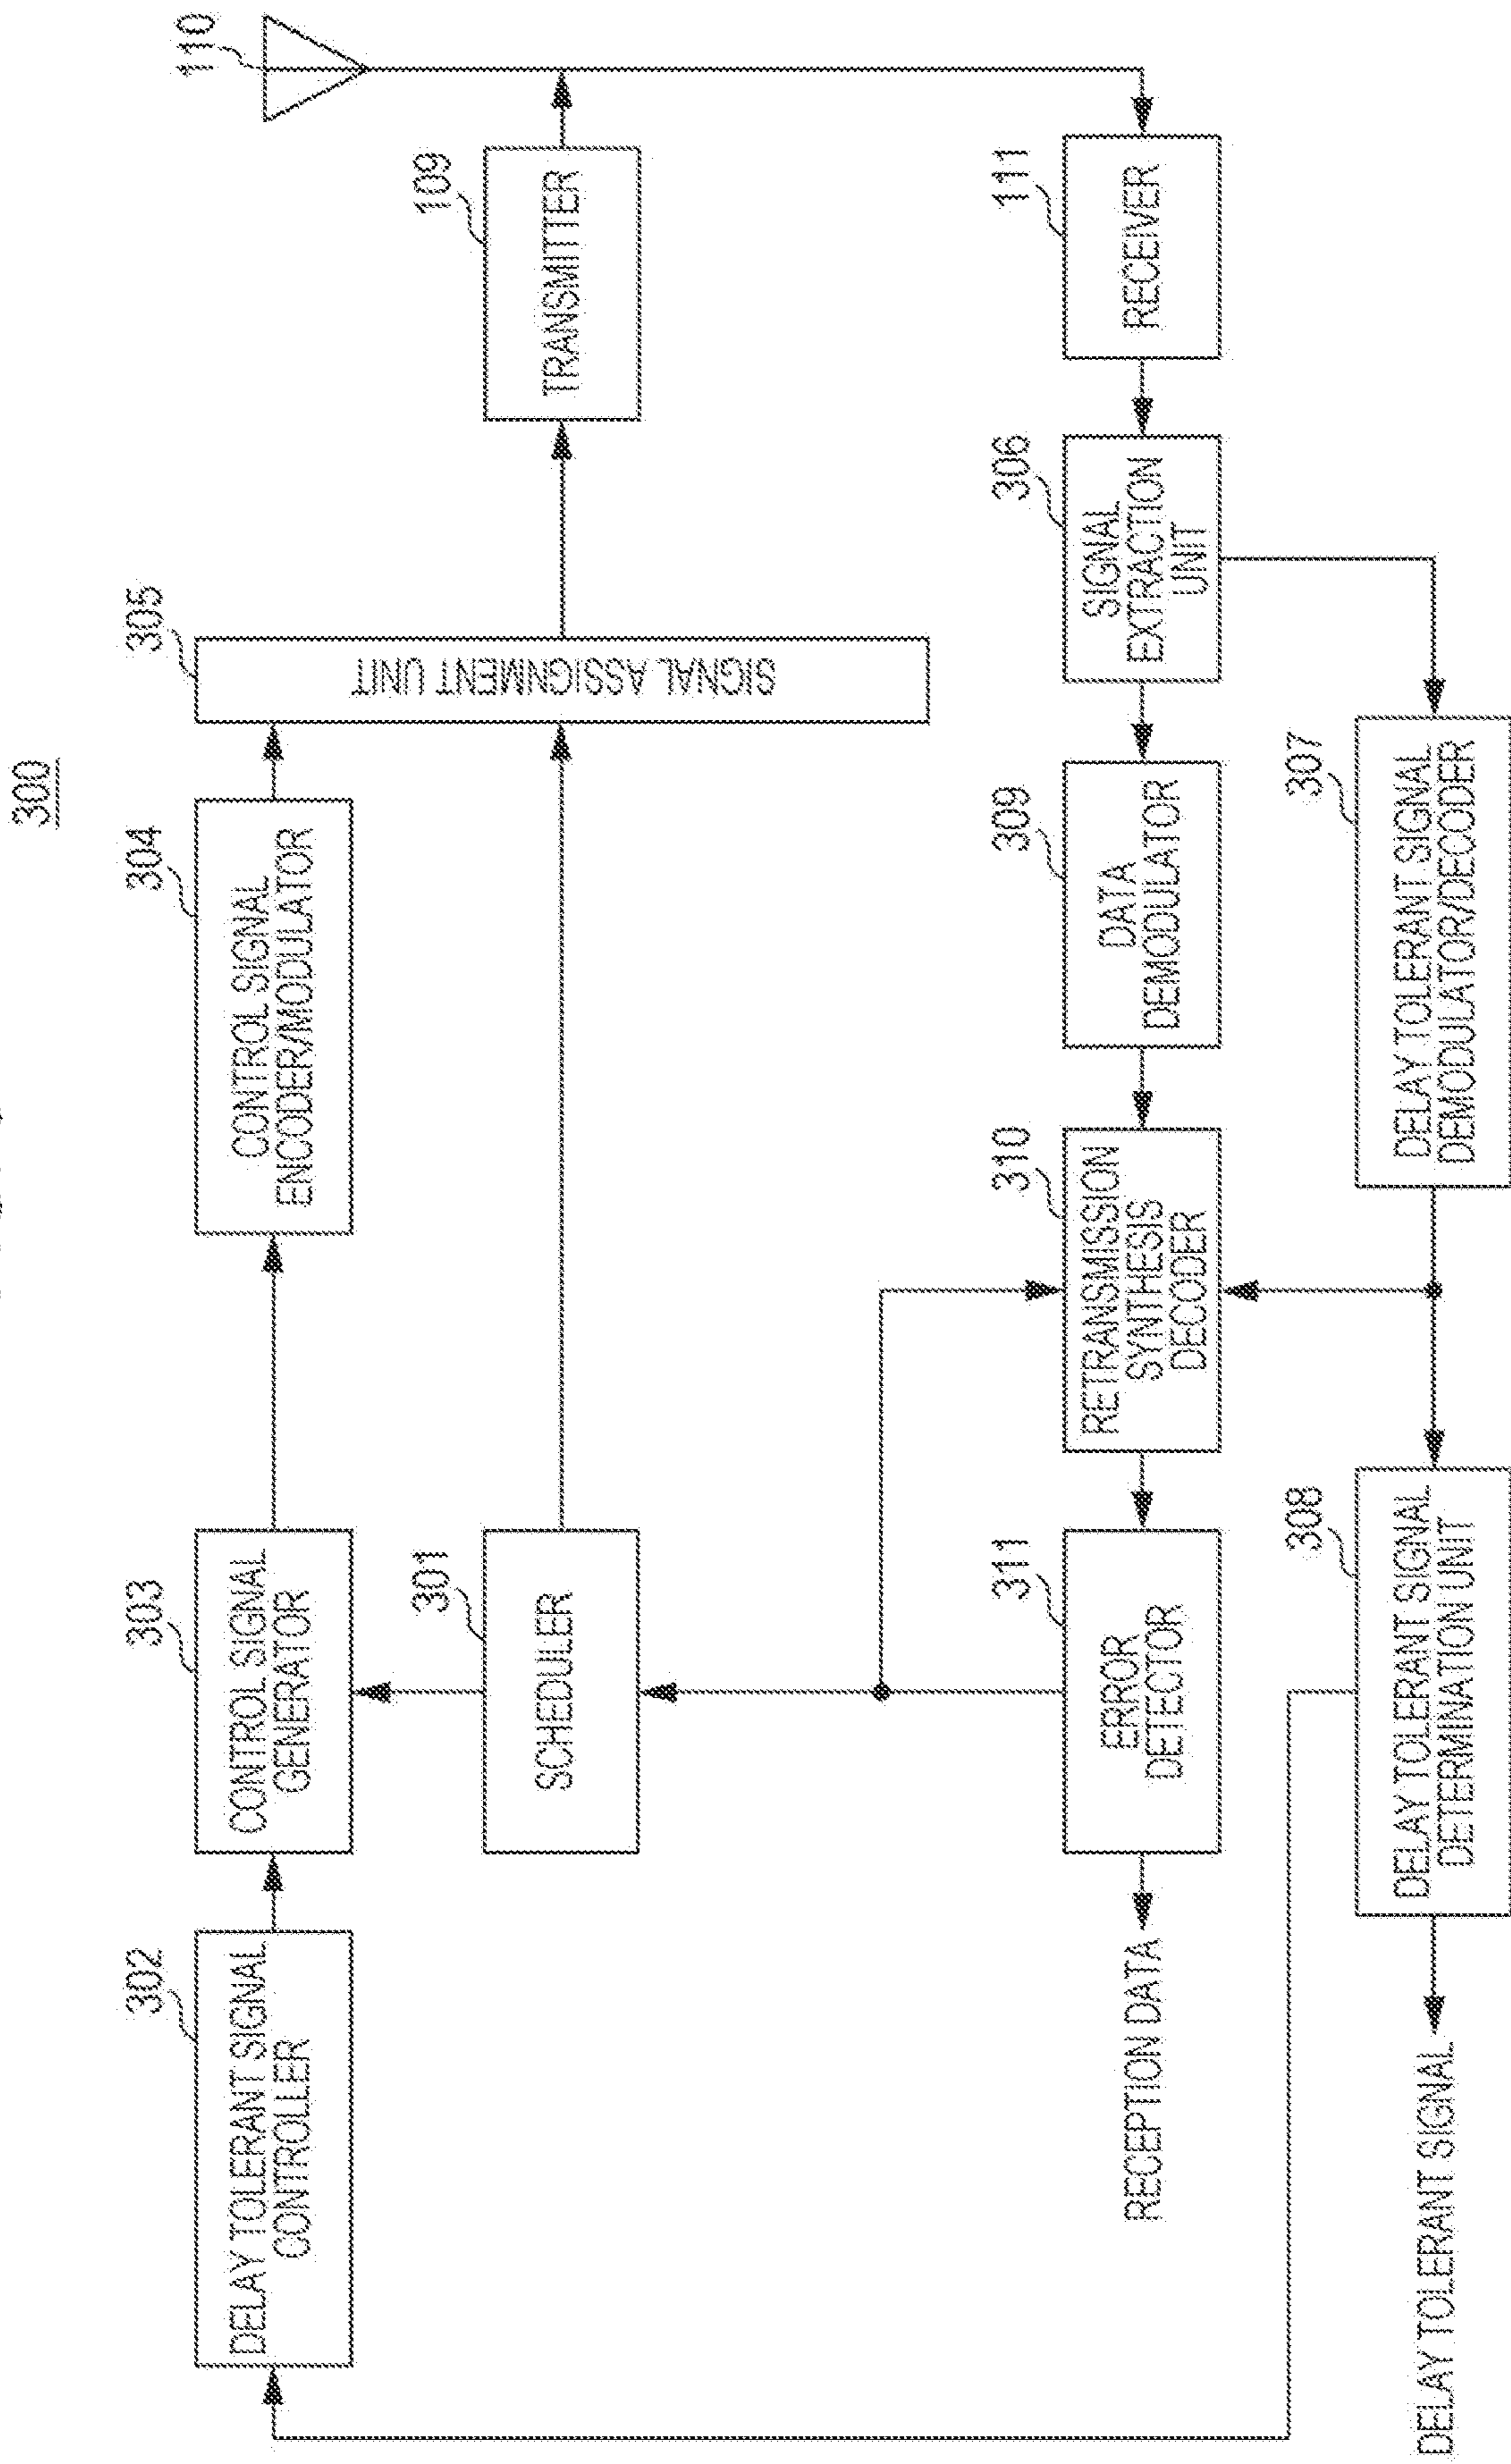 300
302
DELAY TOLERANT SIGNAL
CONTROLLER
303
CONTROL SIGNAL
GENERATOR
304
CONTROL SIGNAL
ENCODER/MODULATOR
305
SIGNAL ASSIGNMENT UNIT
110
301
SCHEDULER
109
TRANSMITTER
RECEPTION DATA
311
ERROR
DETECTOR
310
RETRANSMISSION
SYNTHESIS
DECODER
309
DATA
DEMODULATOR
306
SIGNAL
EXTRACTION
UNIT
111
RECEIVER
DELAY TOLERANT SIGNAL
308
DELAY TOLERANT SIGNAL
DETERMINATION UNIT
307
DELAY TOLERANT SIGNAL
DEMODULATOR/DECODER